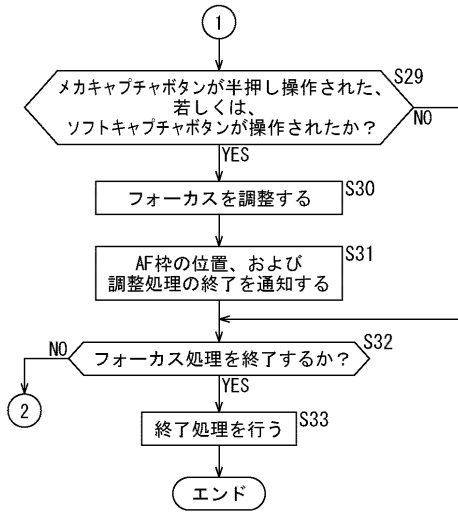 1
メカキャプチャボタンが半押し操作された、
若しくは、
ソフトキャプチャボタンが操作されたか？
S29
NO
YES
フォーカスを調整する
S30
AF枠の位置、および
調整処理の終了を通知する
S31
フォーカス処理を終了するか？
S32
NO
2
YES
終了処理を行う
S33
エンド